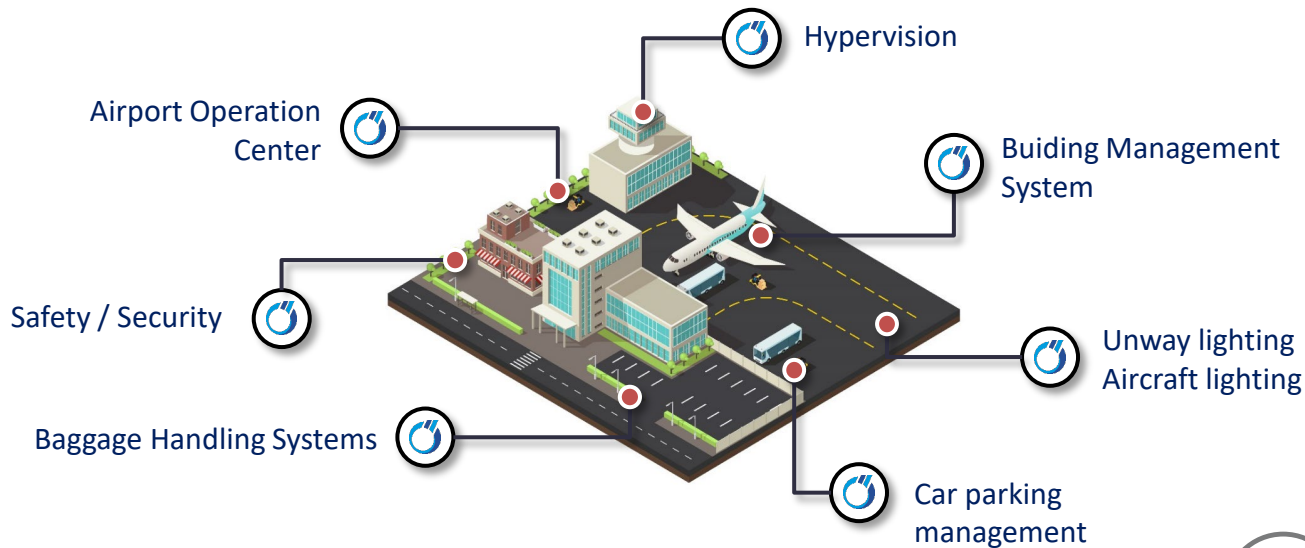 Hypervision
Airport Operation
Center
Buiding Management
System
Safety / Security
Unway lighting
Aircraft lighting
Baggage Handling Systems
Car parking
management